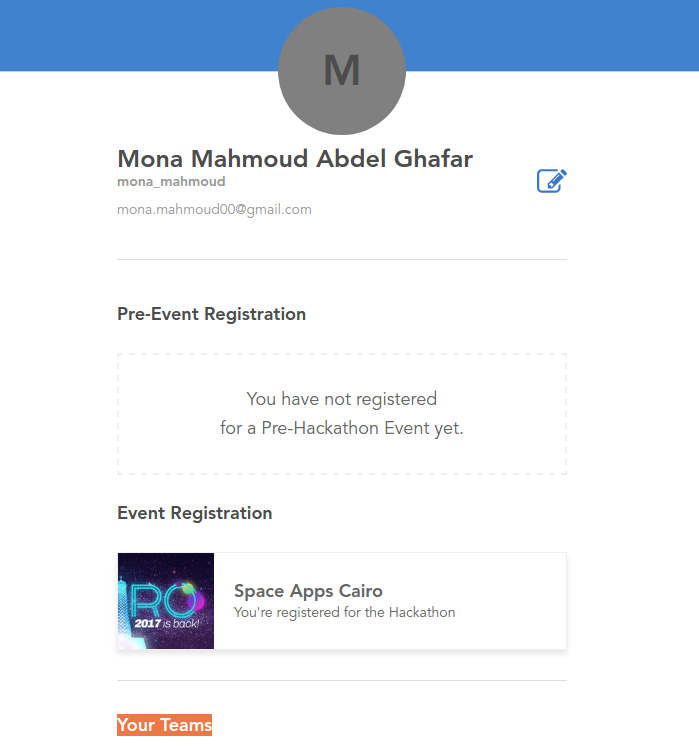 M
Mona Mahmoud Abdel Ghafar
mona_mahmoud
mona.mahmoud00@gmail.com
Pre-Event Registration
You have not registered
for a Pre-Hackathon Event yet.
Event Registration
RO
2017 is back!
Space Apps Cairo
You're registered for the Hackathon
Your Teams